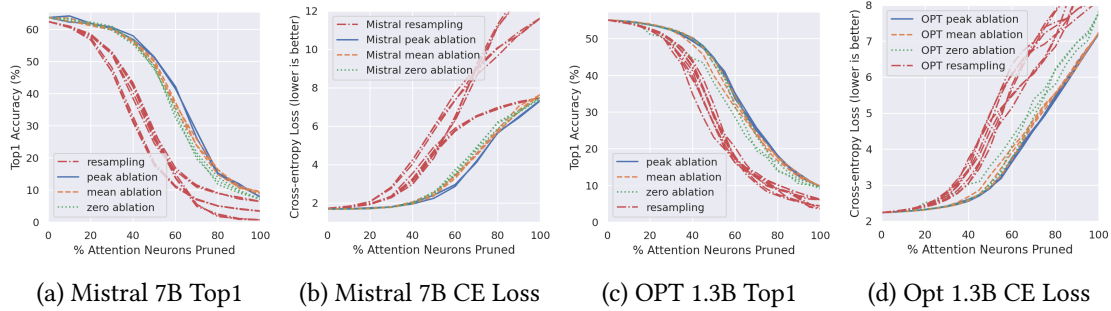 Top1 Accuracy (%)
60
50
40
30
20
10
0
resampling
peak ablation
mean ablation
zero ablation
0 20 40 60 80 100
% Attention Neurons Pruned
(a) Mistral 7B Top1
Cross-entropy Loss (lower is better)
12
10
8
6
4
2
Mistral resampling
Mistral peak ablation
Mistral mean ablation
Mistral zero ablation
0 20 40 60 80 100
% Attention Neurons Pruned
(b) Mistral 7B CE Loss
Top1 Accuracy (%)
50
40
30
20
10
0
peak ablation
mean ablation
zero ablation
resampling
0 20 40 60 80 100
% Attention Neurons Pruned
(c) OPT 1.3B Top1
Cross-entropy Loss (lower is better)
8
7
6
5
4
3
2
OPT peak ablation
OPT mean ablation
OPT zero ablation
OPT resampling
0 20 40 60 80 100
% Attention Neurons Pruned
(d) Opt 1.3B CE Loss